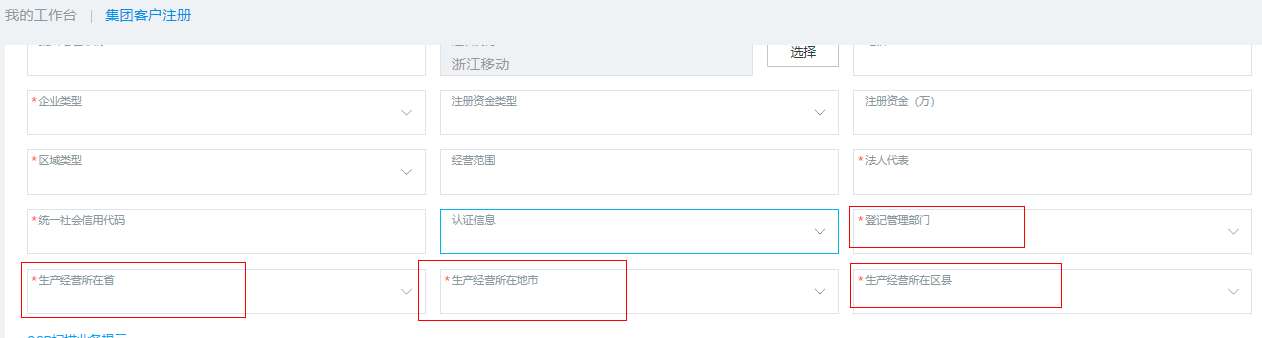 我的工作台 | 集团客户注册
浙江移动
选择
*企业类型
注册资金类型
注册资金（万）
*区域类型
经营范围
*法人代表
*统一社会信用代码
认证信息
*登记管理部门
*生产经营所在省
*生产经营所在地市
*生产经营所在区县